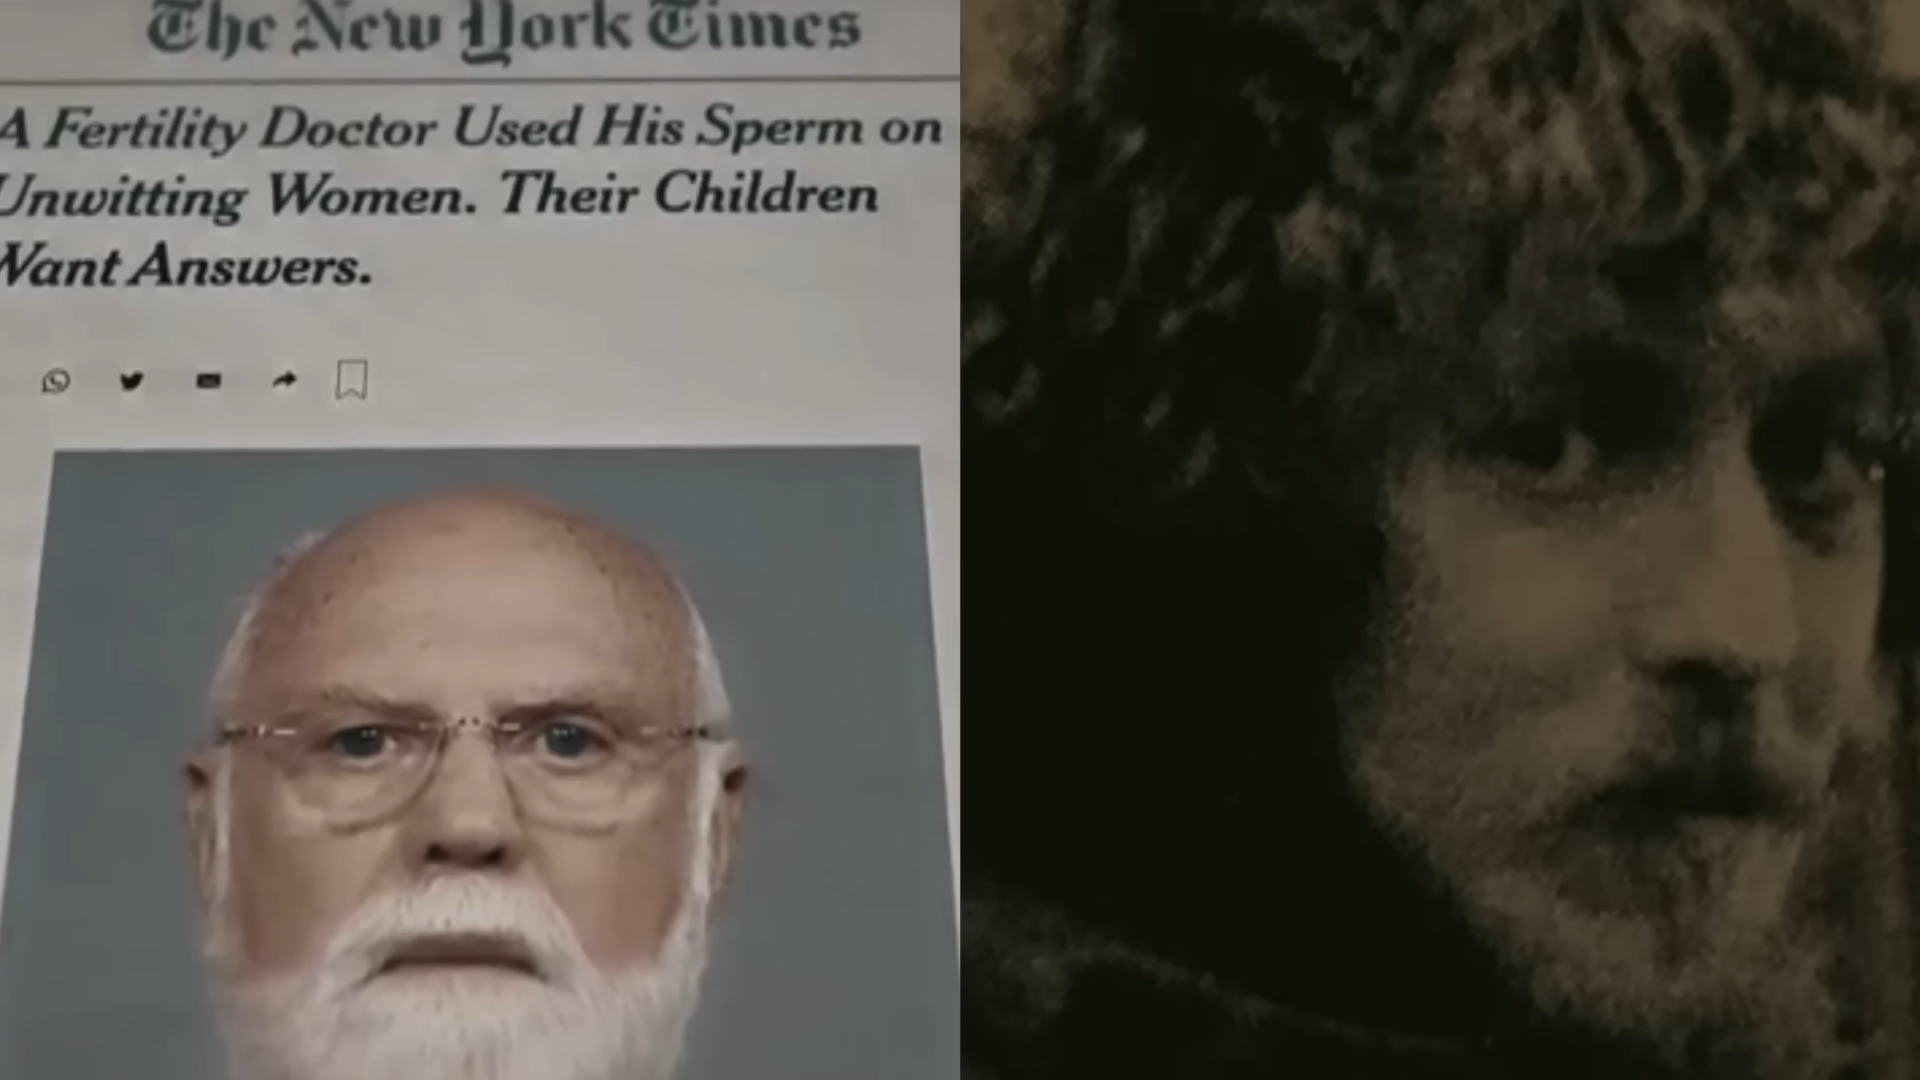 The New York Times
A Fertility Doctor Used His Sperm on
Unwitting Women. Their Children
Want Answers.